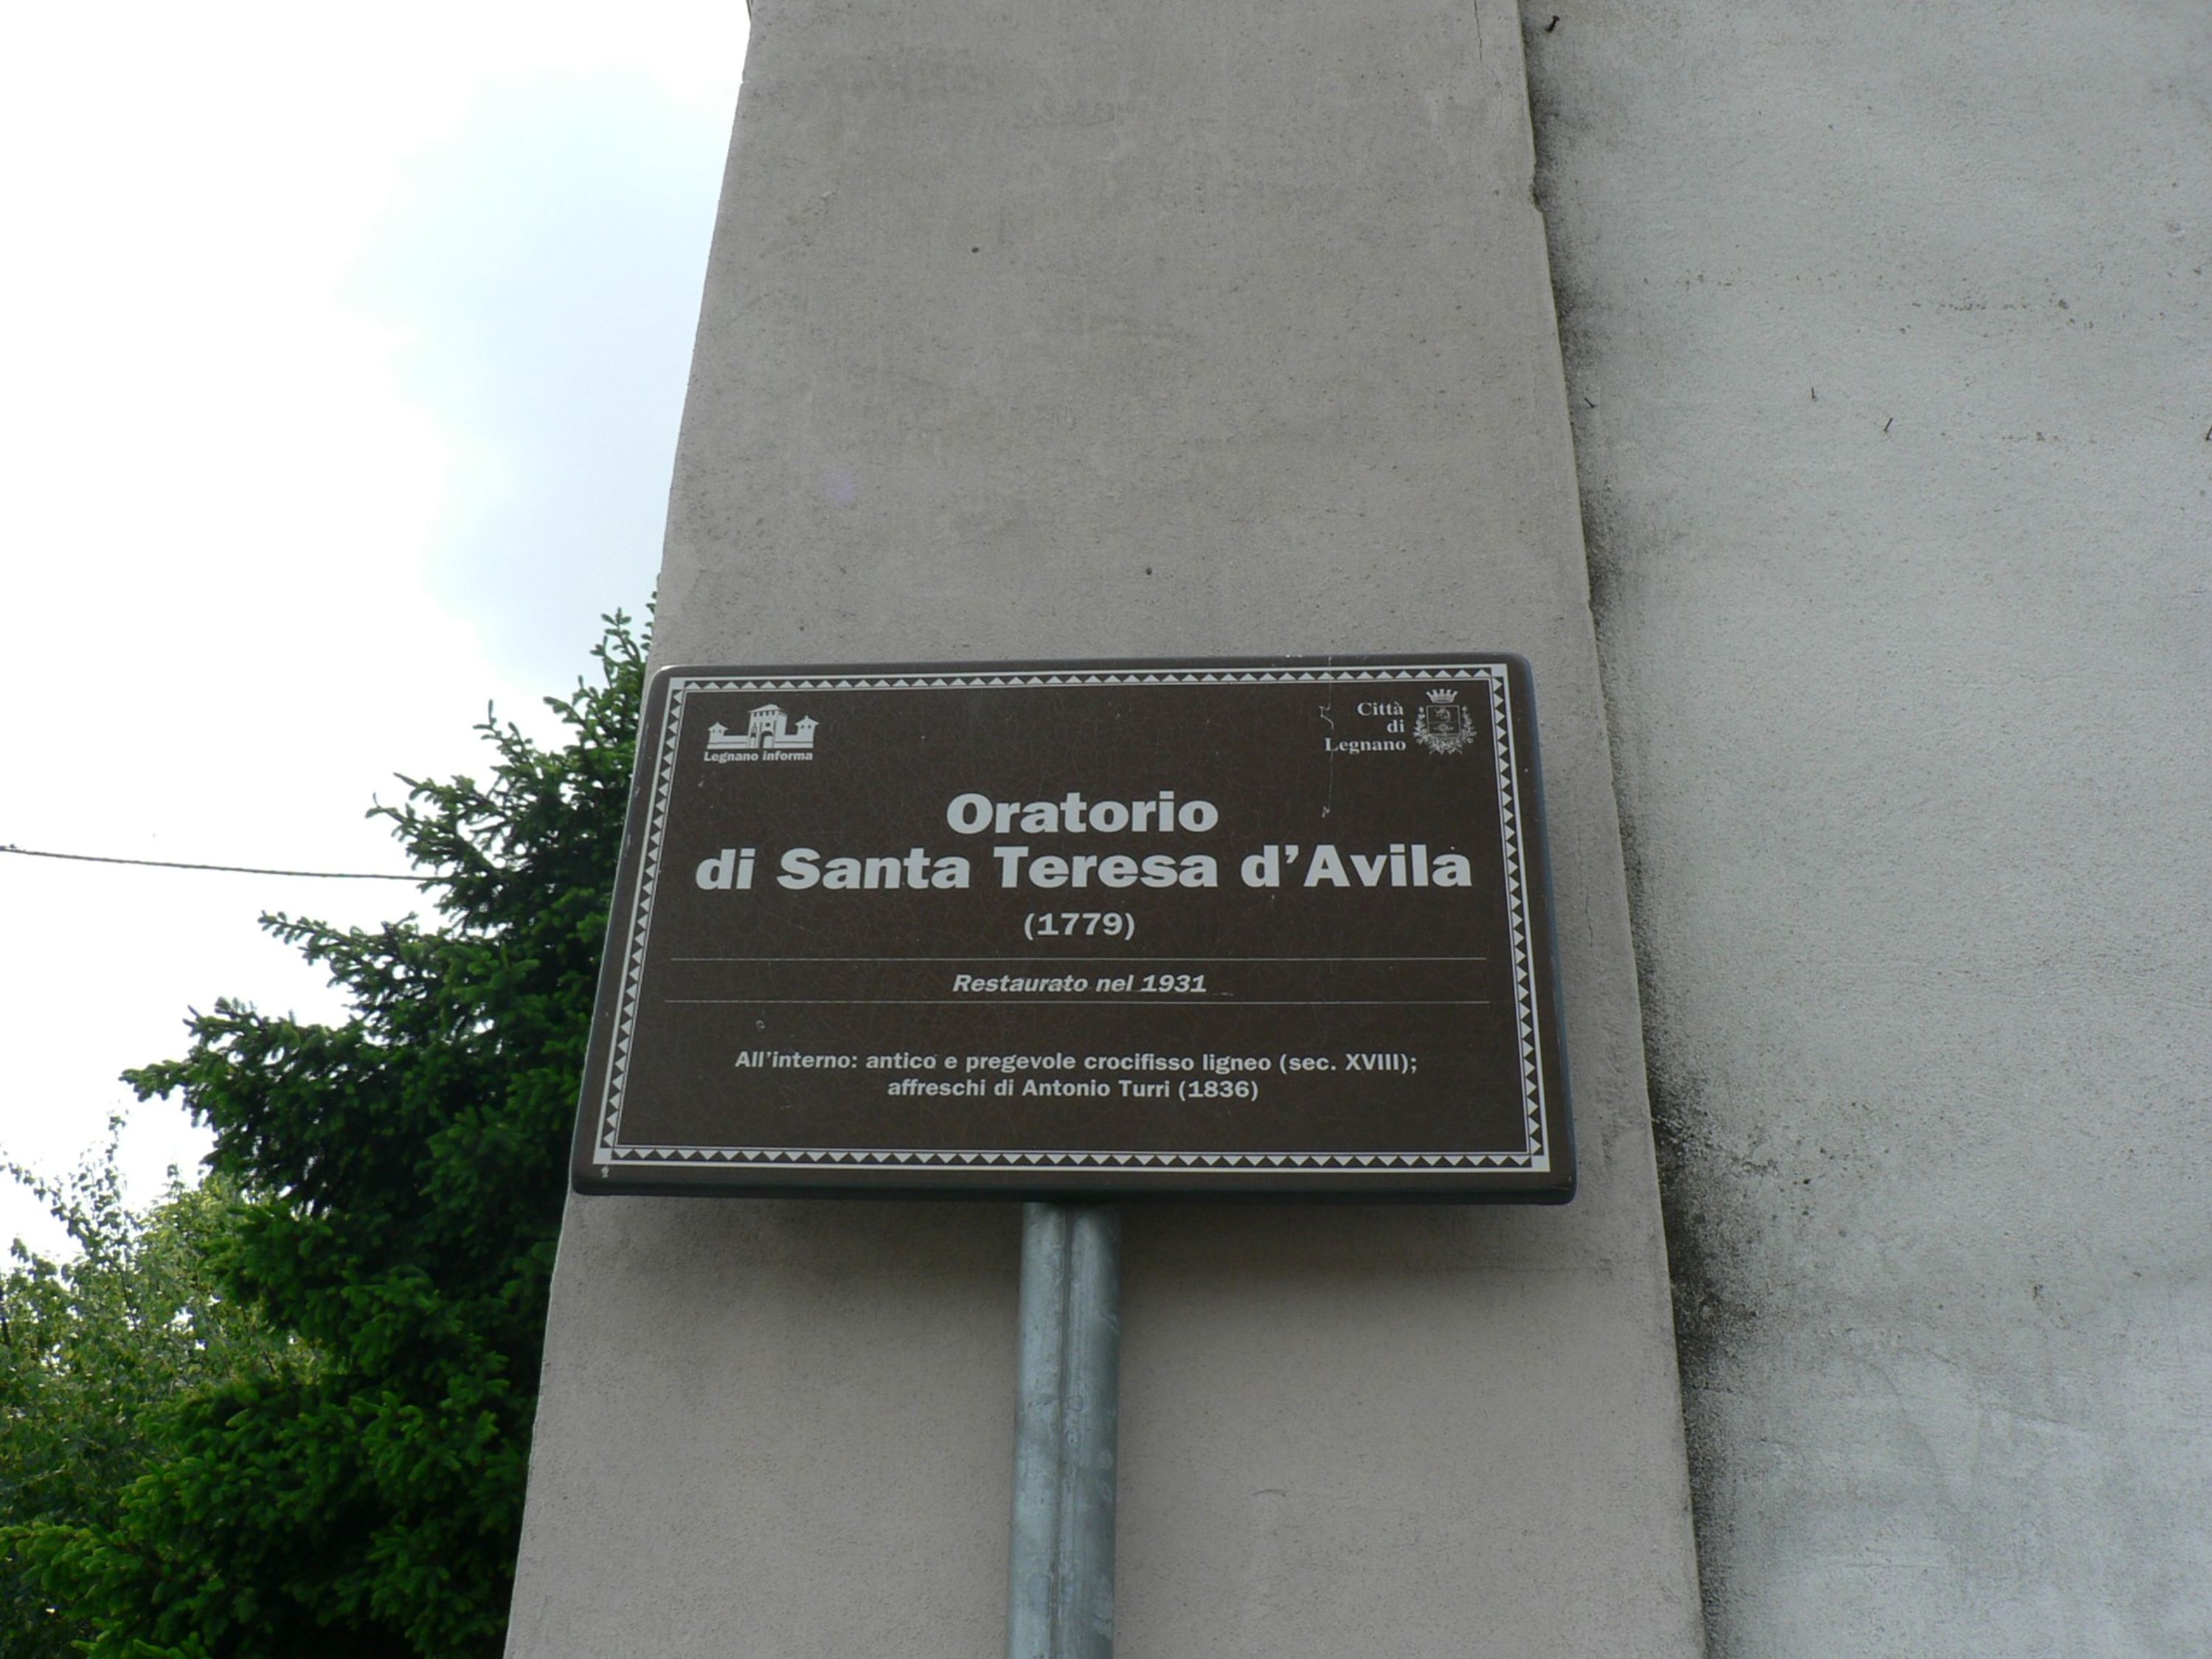 Legnano informa
Città
di
Legnano
Oratorio
di Santa Teresa d'Avila
(1779)
Restaurato nel 1931
All'interno: antico e pregevole crocifisso ligneo (sec. XVIII);
affreschi di Antonio Turri (1836)